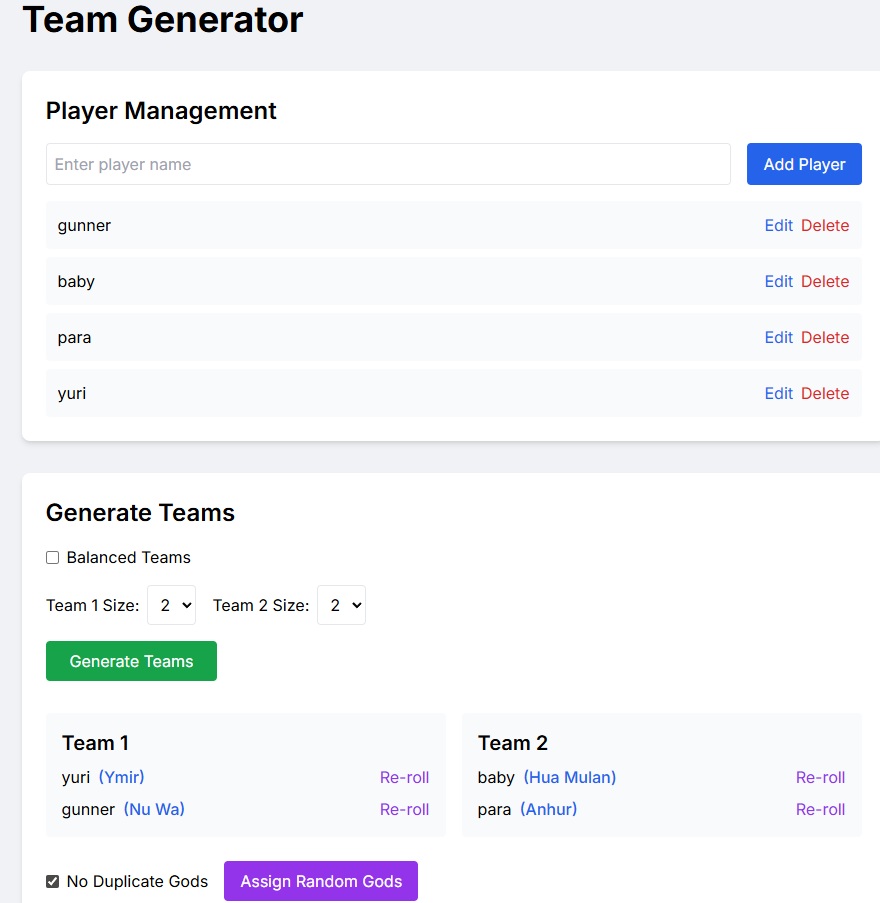 Team Generator
Player Management
Enter player name
Add Player
gunner Edit Delete
baby Edit Delete
para Edit Delete
yuri Edit Delete
Generate Teams
Balanced Teams
Team 1 Size: 2 Team 2 Size: 2
Generate Teams
Team 1 Team 2
yuri (Ymir) Re-roll baby (Hua Mulan) Re-roll
gunner (Nu Wa) Re-roll para (Anhur) Re-roll
No Duplicate Gods Assign Random Gods